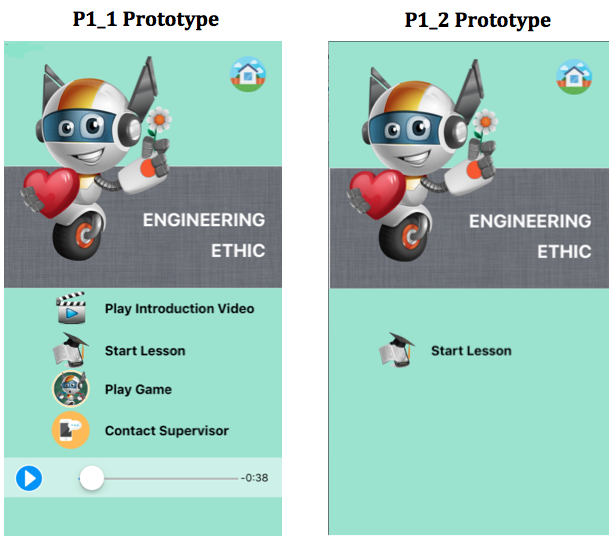 P1_1 Prototype
P1_2 Prototype
ENGINEERING
ETHIC
Play Introduction Video
Start Lesson
Play Game
Contact Supervisor
-0:38
ENGINEERING
ETHIC
Start Lesson